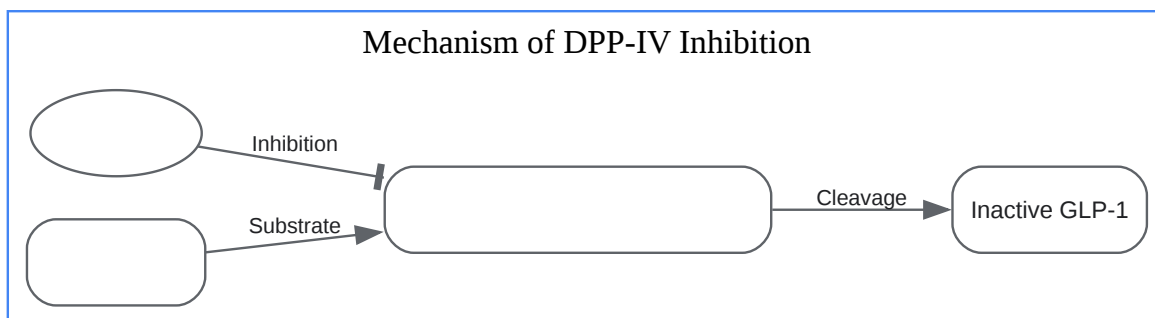 Mechanism of DPP-IV Inhibition
Inhibition
Substrate
Cleavage
Inactive GLP-1